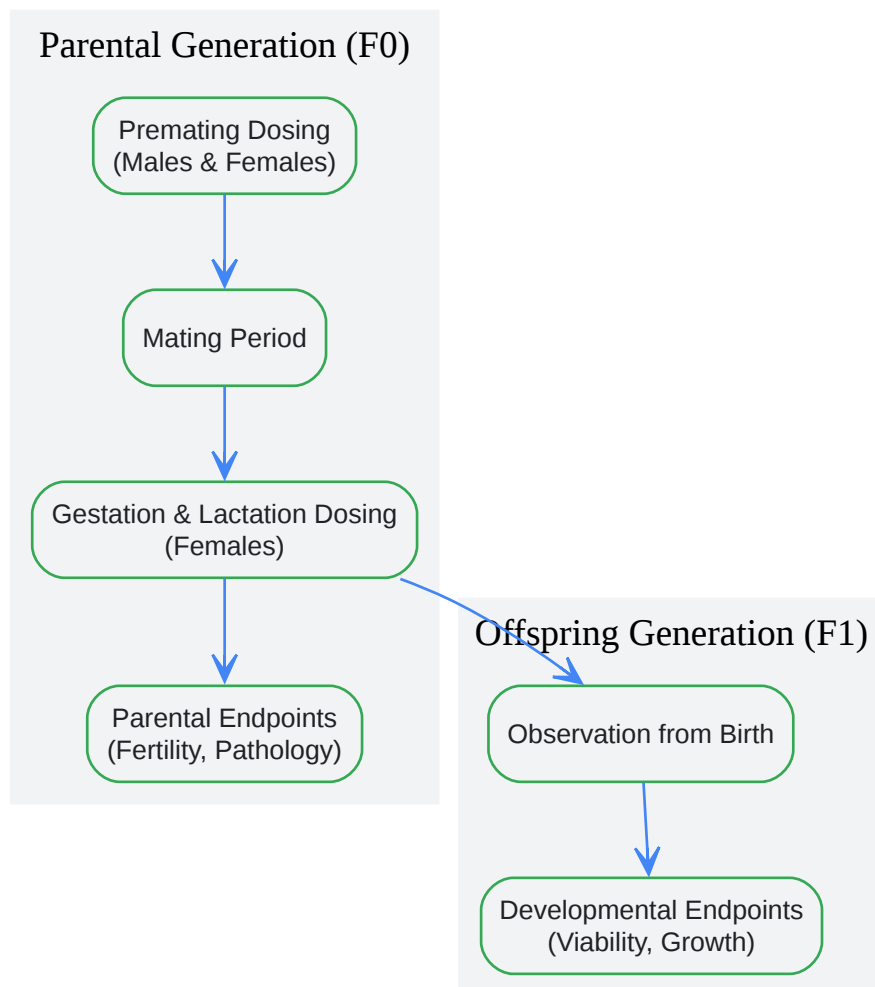 Parental Generation (F0)
Premating Dosing
(Males & Females)
Mating Period
Gestation & Lactation Dosing
(Females)
Parental Endpoints
(Fertility, Pathology)
Offspring Generation (F1)
Observation from Birth
Developmental Endpoints
(Viability, Growth)